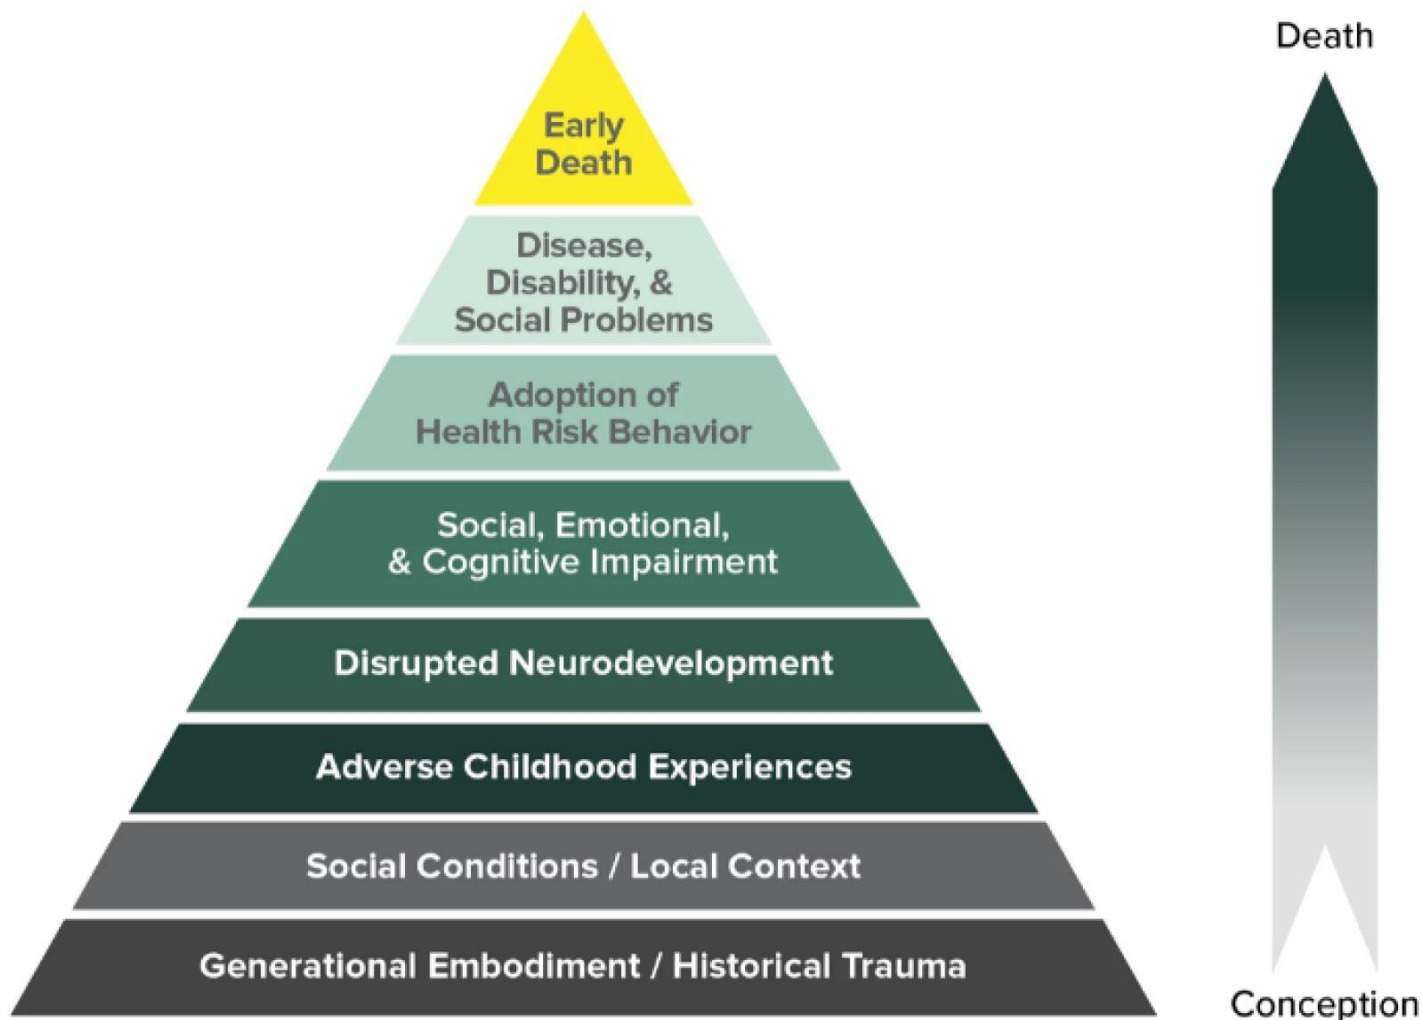 Death
Early
Death
Disease,
Disability, &
Social Problems
Adoption of
Health Risk Behavior
Social, Emotional,
& Cognitive Impairment
Disrupted Neurodevelopment
Adverse Childhood Experiences
Social Conditions / Local Context
Generational Embodiment / Historical Trauma
Conception